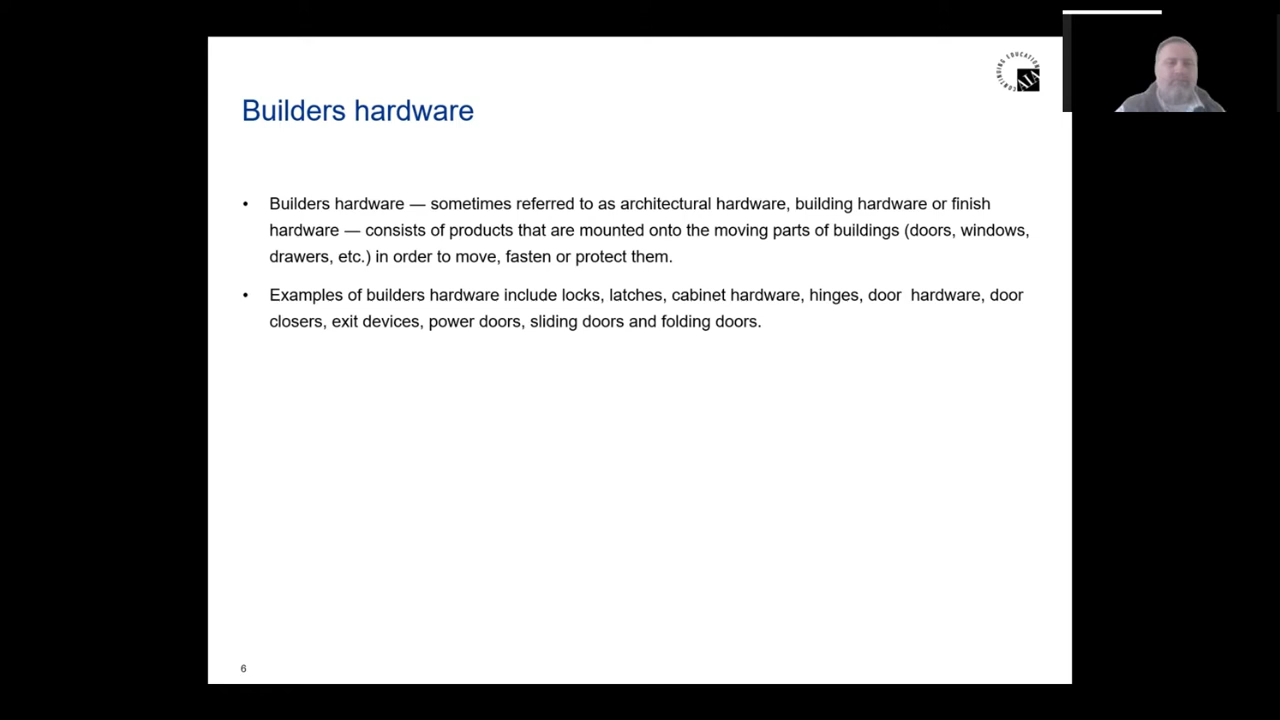 CONTINUING EDUCATION
AIA
Builders hardware
• Builders hardware — sometimes referred to as architectural hardware, building hardware or finish
hardware — consists of products that are mounted onto the moving parts of buildings (doors, windows,
drawers, etc.) in order to move, fasten or protect them.
• Examples of builders hardware include locks, latches, cabinet hardware, hinges, door  hardware, door
closers, exit devices, power doors, sliding doors and folding doors.
6